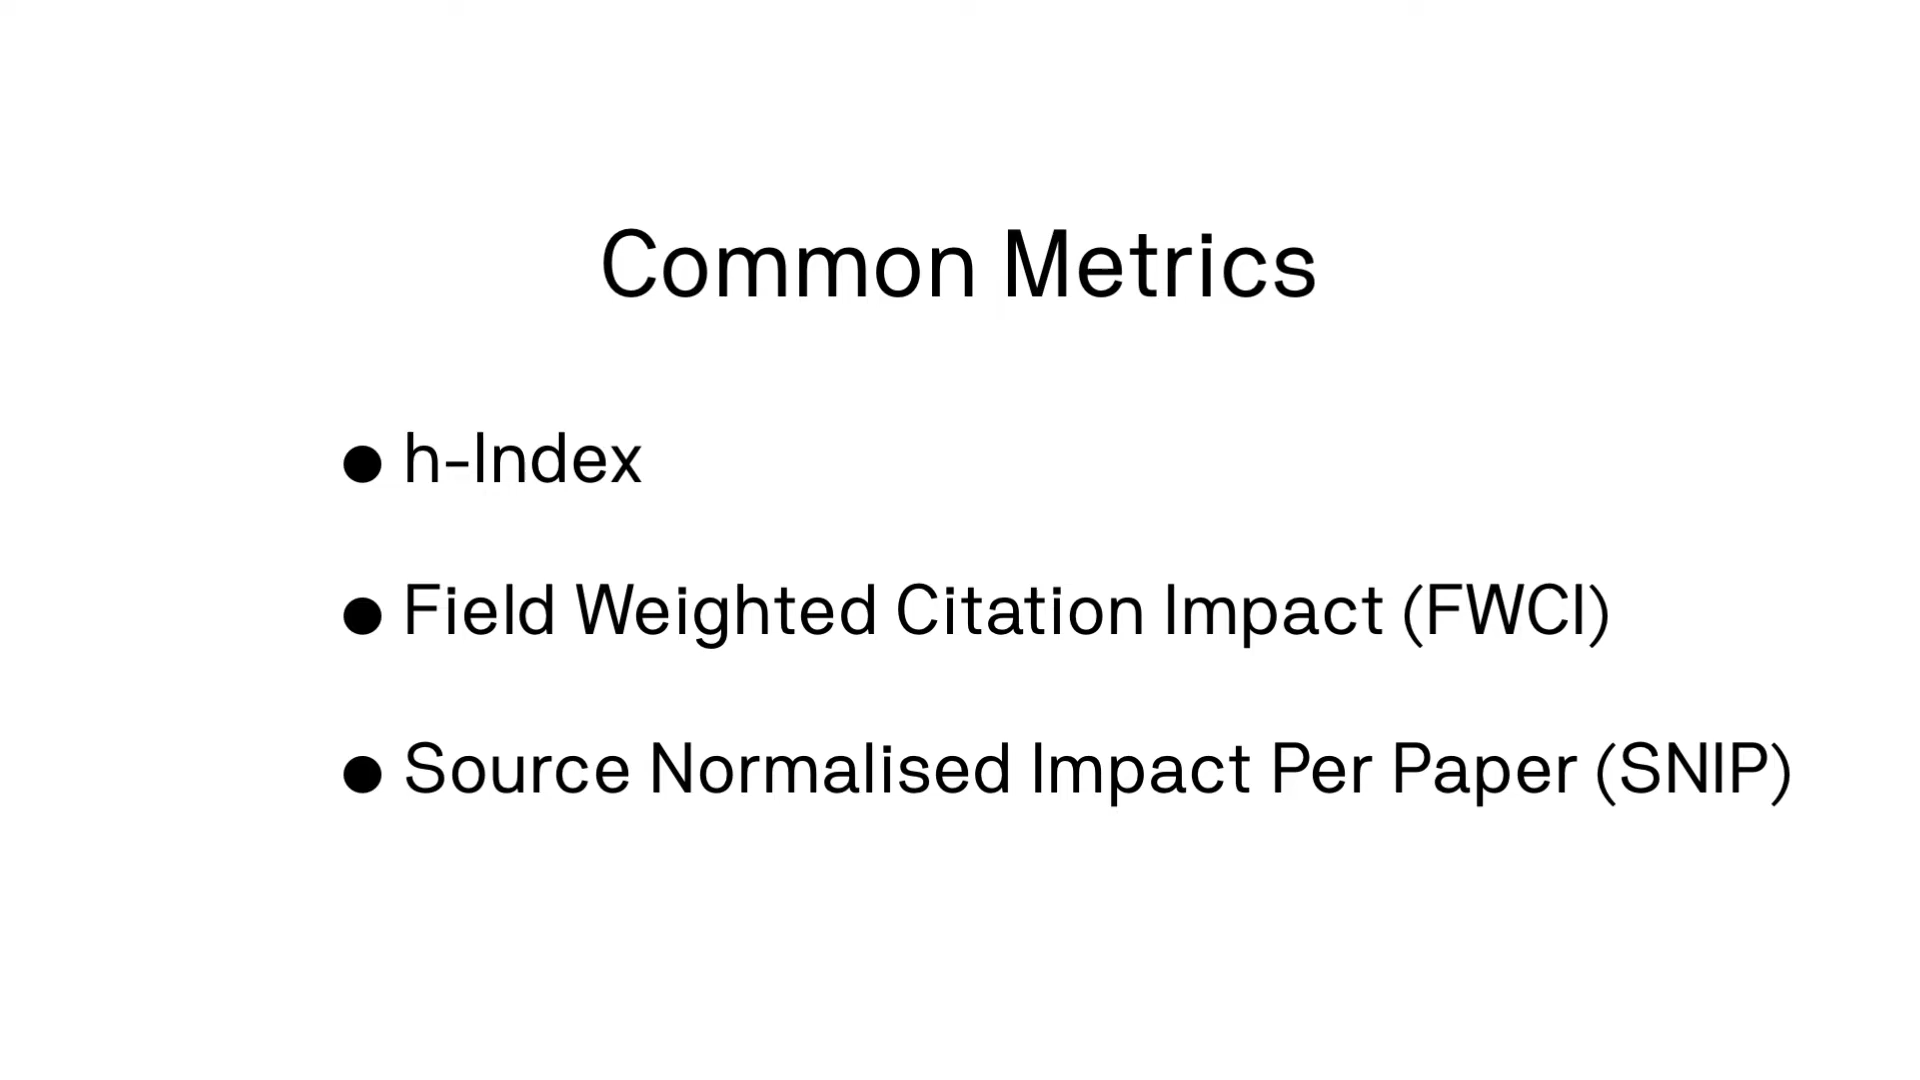 Common Metrics
● h-Index
● Field Weighted Citation Impact (FWCI)
● Source Normalised Impact Per Paper (SNIP)